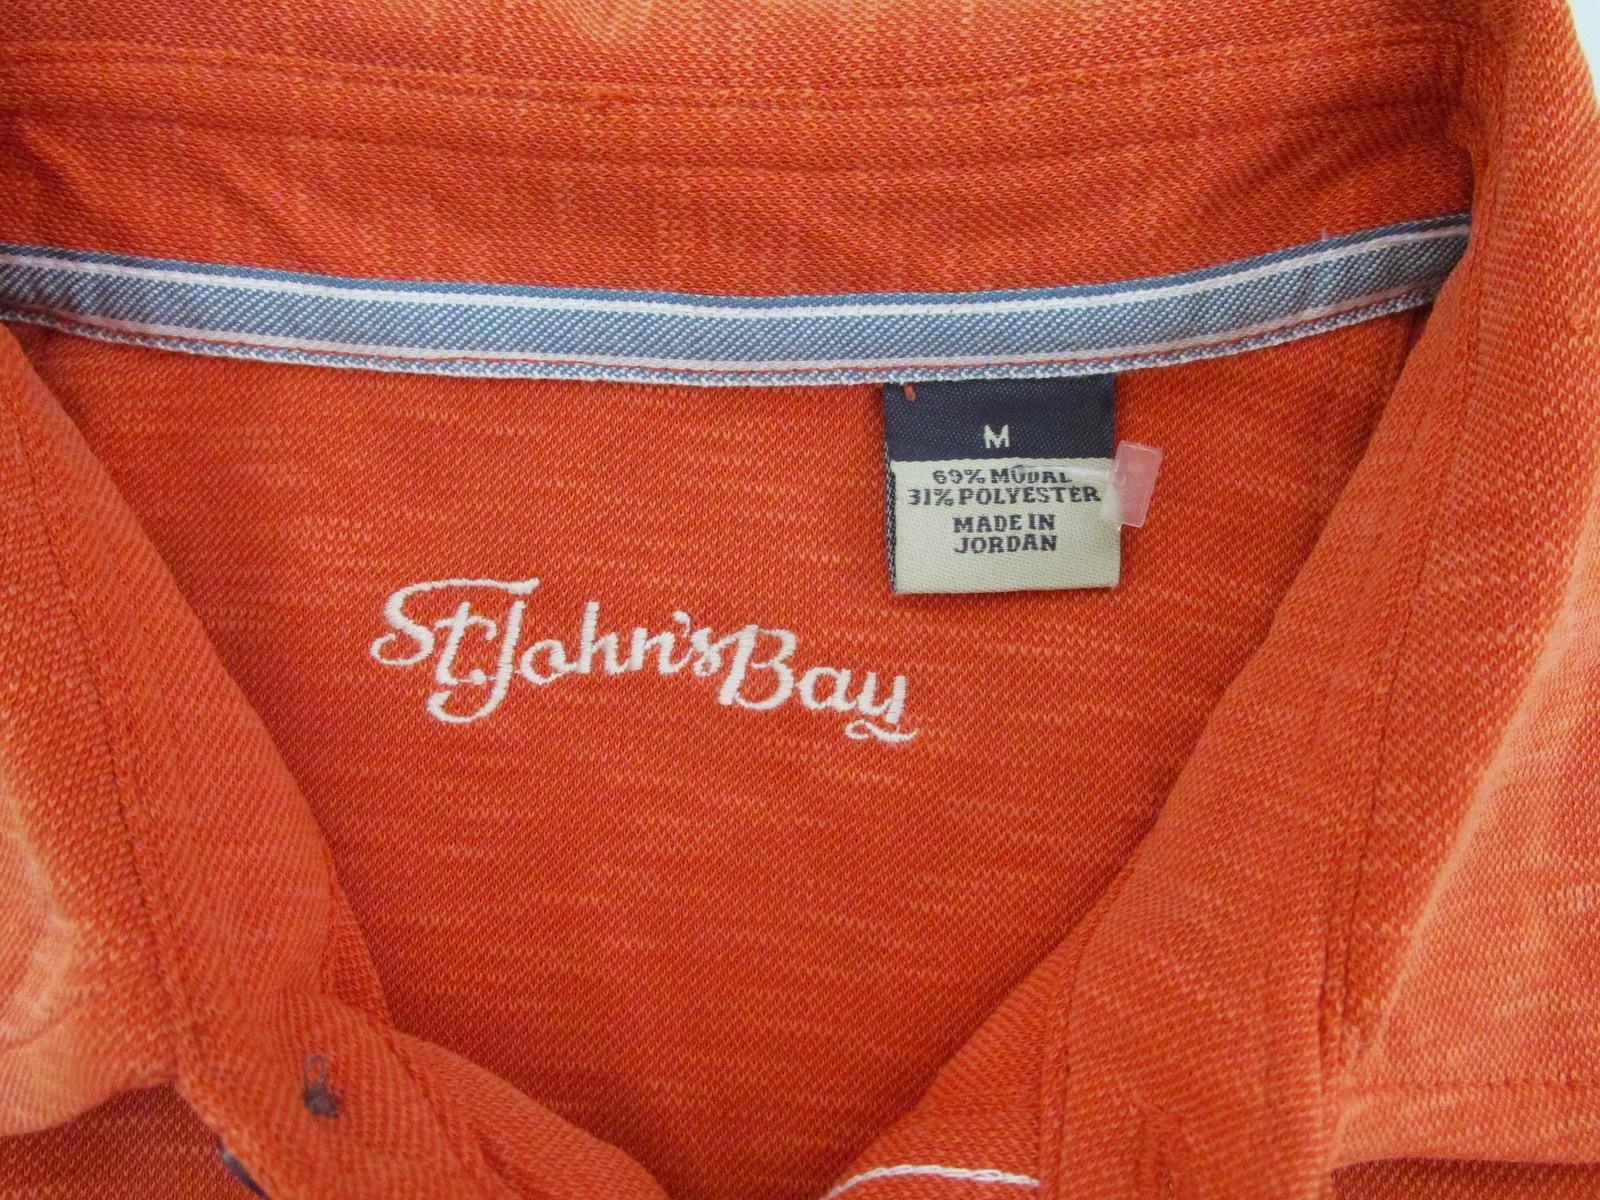 M
69% MODAL
31% POLYESTER
MADE IN
JORDAN
St. John's Bay